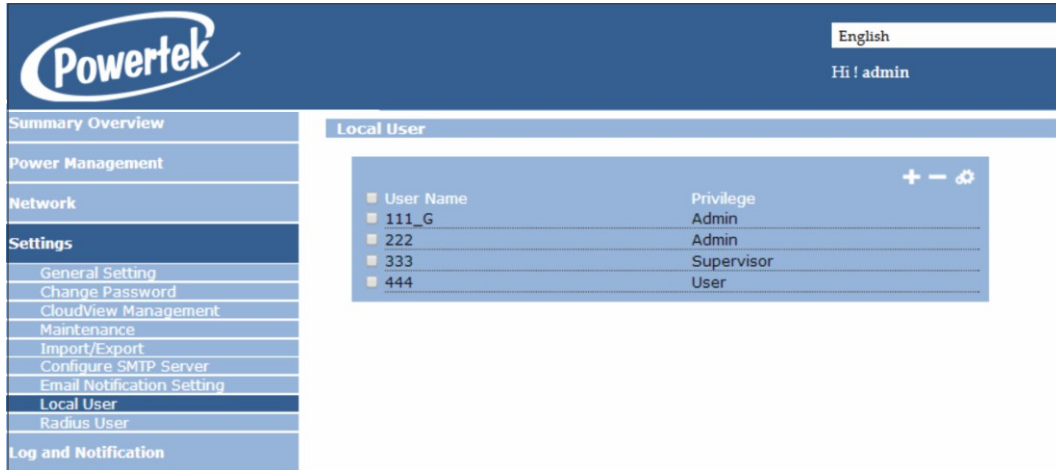 Powertek
English
Hi ! admin
Summary Overview
Power Management
Network
Settings
General Setting
Change Password
CloudView Management
Maintenance
Import/Export
Configure SMTP Server
Email Notification Setting
Local User
Radius User
Log and Notification
Local User
User Name Privilege
111_G Admin
222 Admin
333 Supervisor
444 User